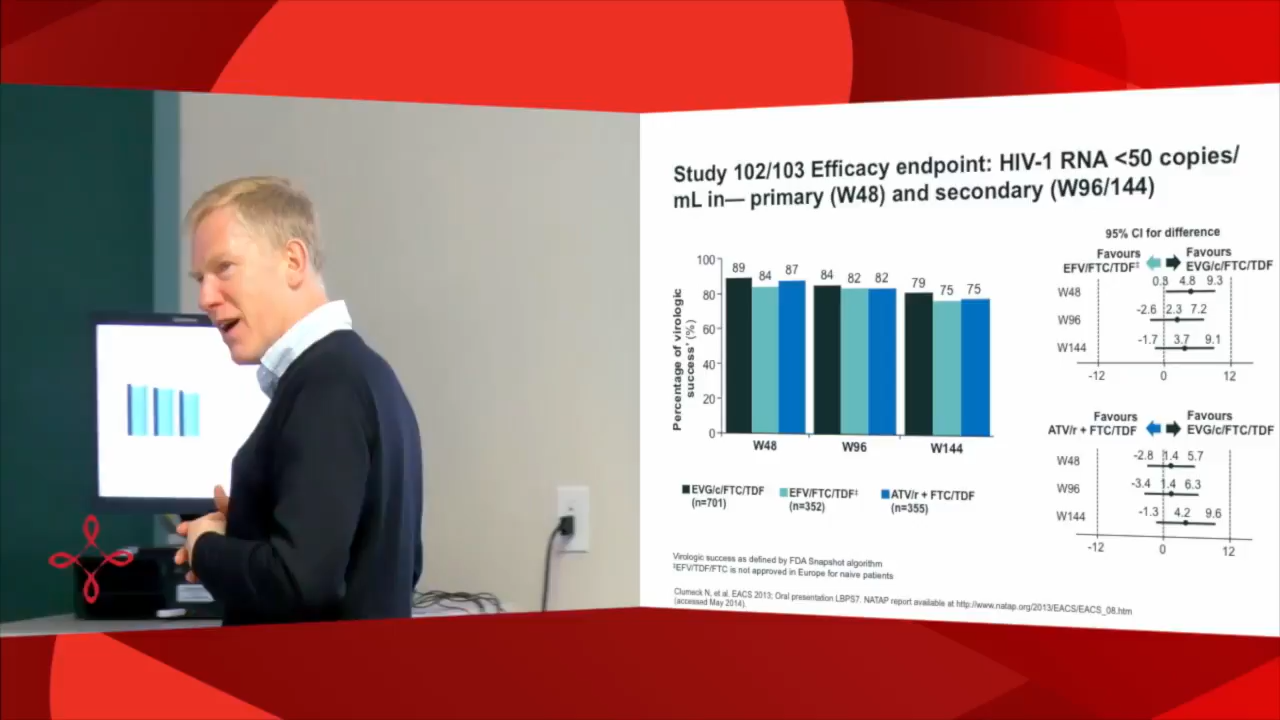 Study 102/103 Efficacy endpoint: HIV-1 RNA <50 copies/
mL in— primary (W48) and secondary (W96/144)
Percentage of virologic
success* (%)
100
80
60
40
20
0
89 84 87
84 82 82
79 75 75
W48 W96 W144
EVG/c/FTC/TDF
(n=701)
EFV/FTC/TDF‡
(n=352)
ATV/r + FTC/TDF
(n=355)
95% CI for difference
Favours
EFV/FTC/TDF‡
Favours
EVG/c/FTC/TDF
W48 0.3 4.8 9.3
W96 -2.6 2.3 7.2
W144 -1.7 3.7 9.1
-12 0 12
Favours
ATV/r + FTC/TDF
Favours
EVG/c/FTC/TDF
W48 -2.8 1.4 5.7
W96 -3.4 1.4 6.3
W144 -1.3 4.2 9.6
-12 0 12
Virologic success as defined by FDA Snapshot algorithm
‡EFV/TDF/FTC is not approved in Europe for naive patients
Clumeck N, et al. EACS 2013; Oral presentation LBPS7. NATAP report available at http://www.natap.org/2013/EACS/EACS_08.htm
(accessed May 2014).